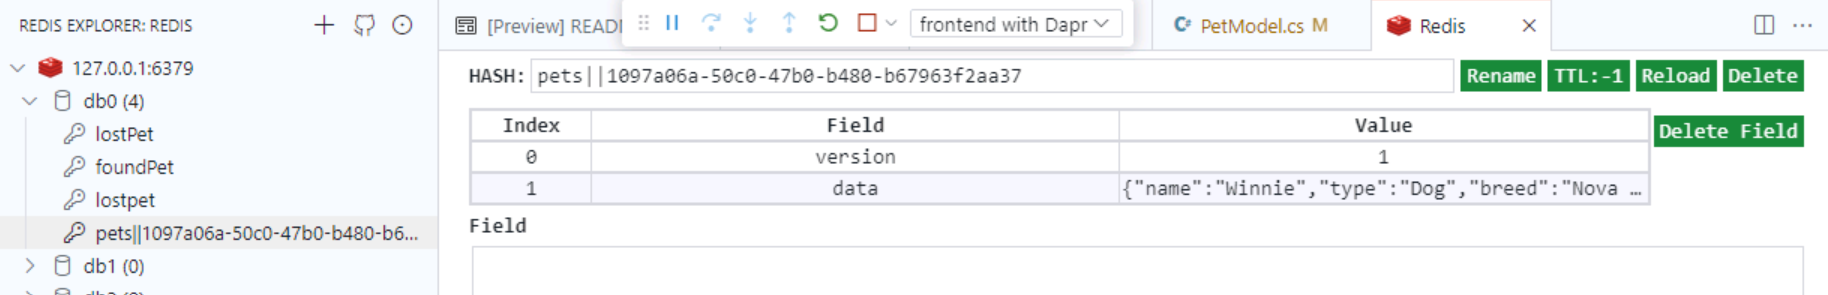 REDIS EXPLORER: REDIS
127.0.0.1:6379
db0 (4)
lostPet
foundPet
lostpet
pets||1097a06a-50c0-47b0-b480-b6...
db1 (0)
[Preview] READ
frontend with Dapr
C# PetModel.cs M
Redis
HASH: pets||1097a06a-50c0-47b0-b480-b67963f2aa37 Rename TTL:-1 Reload Delete
Index Field Value
0 version 1
1 data {"name":"Winnie","type":"Dog","breed":"Nova …
Delete Field
Field